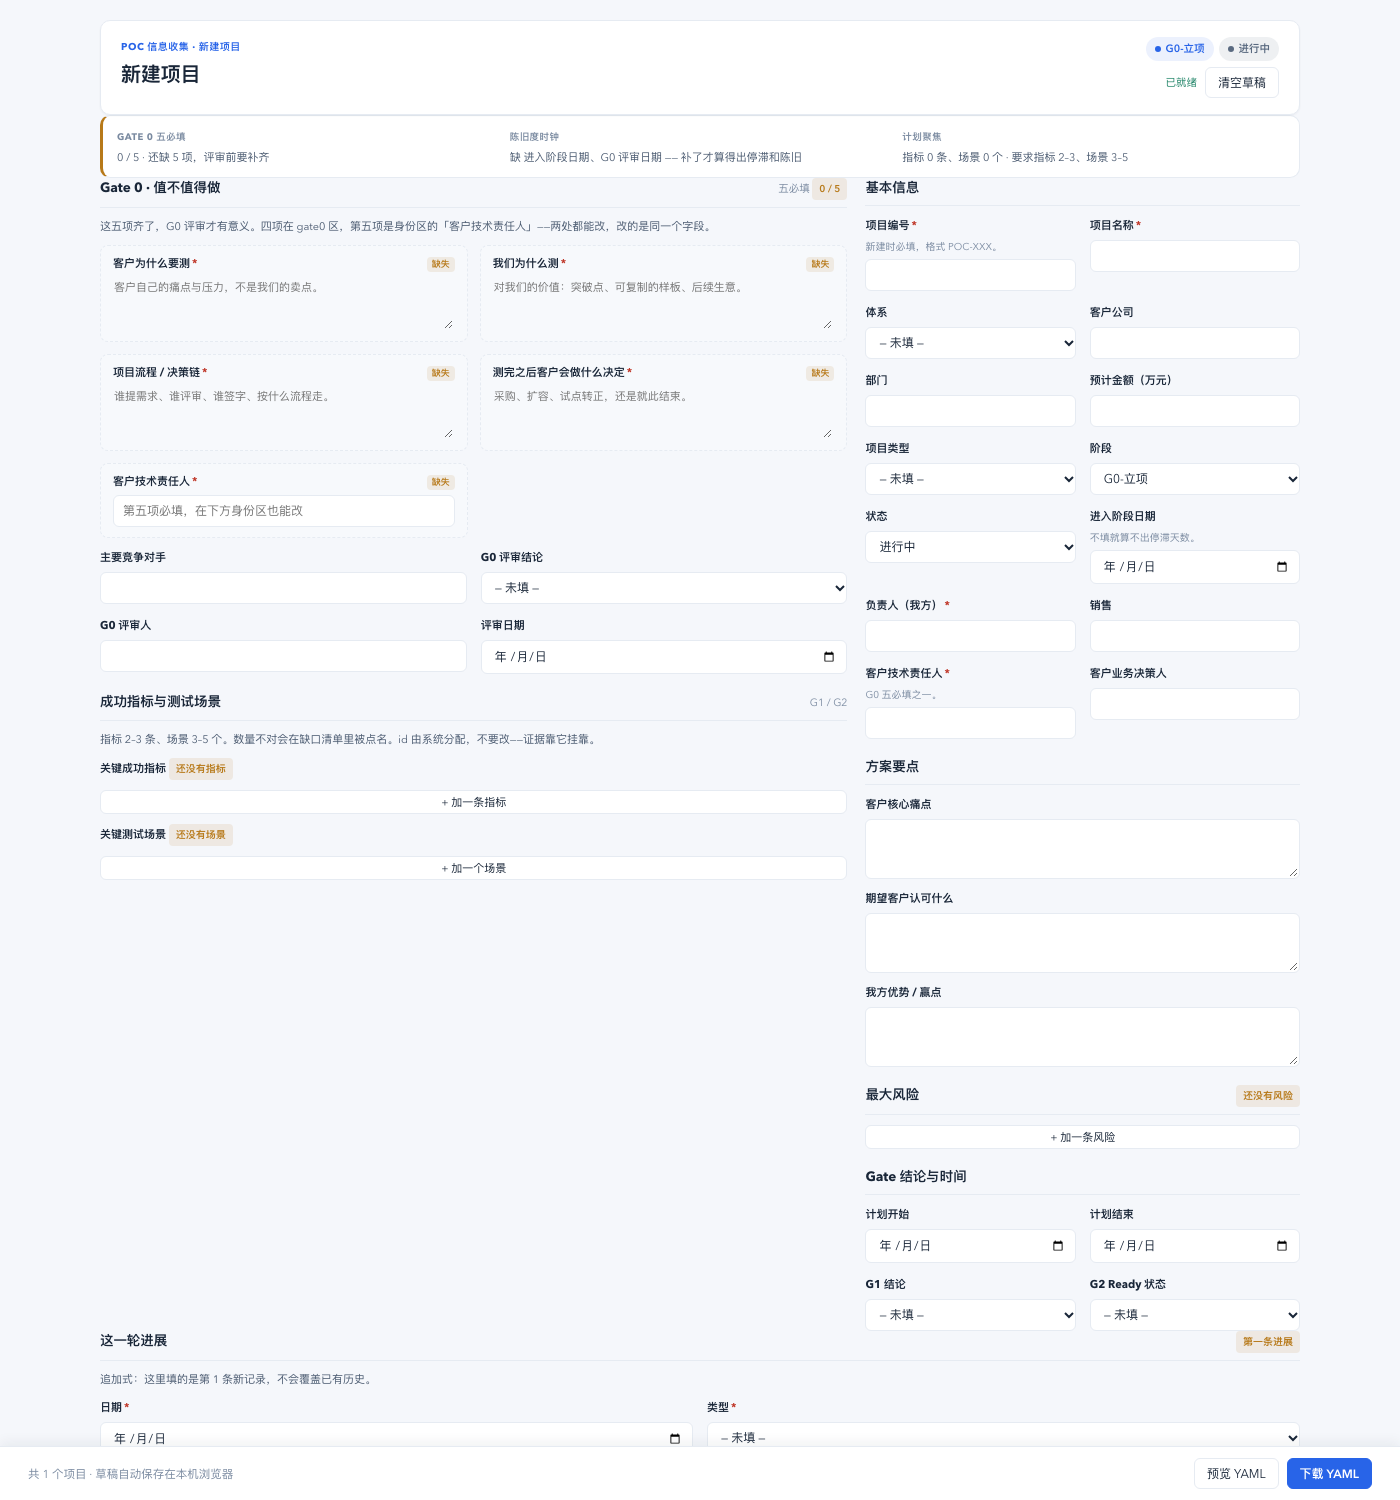 POC 信息收集 · 新建项目
新建项目
G0-立项
进行中
已就绪
清空草稿
GATE 0 五必填
0 / 5 · 还缺 5 项，评审前要补齐
陈旧度时钟
缺 进入阶段日期、G0 评审日期 —— 补了才算得出停滞和陈旧
计划聚焦
指标 0 条、场景 0 个 · 要求指标 2–3、场景 3–5
Gate 0 · 值不值得做
五必填 0 / 5
这五项齐了，G0 评审才有意义。四项在 gate0 区，第五项是身份区的「客户技术责任人」——两处都能改，改的是同一个字段。
客户为什么要测 *
缺失
客户自己的痛点与压力，不是我们的卖点。
我们为什么测 *
缺失
对我们的价值：突破点、可复制的样板、后续生意。
项目流程 / 决策链 *
缺失
谁提需求、谁评审、谁签字、按什么流程走。
测完之后客户会做什么决定 *
缺失
采购、扩容、试点转正，还是就此结束。
客户技术责任人 *
缺失
第五项必填，在下方身份区也能改
主要竞争对手
G0 评审结论
— 未填 —
G0 评审人
评审日期
年 /月/日
成功指标与测试场景
G1 / G2
指标 2–3 条、场景 3–5 个。数量不对会在缺口清单里被点名。id 由系统分配，不要改——证据靠它挂靠。
关键成功指标 还没有指标
+ 加一条指标
关键测试场景 还没有场景
+ 加一个场景
基本信息
项目编号 *
新建时必填，格式 POC-XXX。
项目名称 *
体系
— 未填 —
客户公司
部门
预计金额（万元）
项目类型
— 未填 —
阶段
G0-立项
状态
进行中
进入阶段日期
不填就算不出停滞天数。
年 /月/日
负责人（我方） *
销售
客户技术责任人 *
G0 五必填之一。
客户业务决策人
方案要点
客户核心痛点
期望客户认可什么
我方优势 / 赢点
最大风险
还没有风险
+ 加一条风险
Gate 结论与时间
计划开始
年 /月/日
计划结束
年 /月/日
G1 结论
— 未填 —
G2 Ready 状态
— 未填 —
这一轮进展
第一条进展
追加式：这里填的是第 1 条新记录，不会覆盖已有历史。
日期 *
年 /月/日
类型 *
— 未填 —
共 1 个项目 · 草稿自动保存在本机浏览器
预览 YAML
下载 YAML